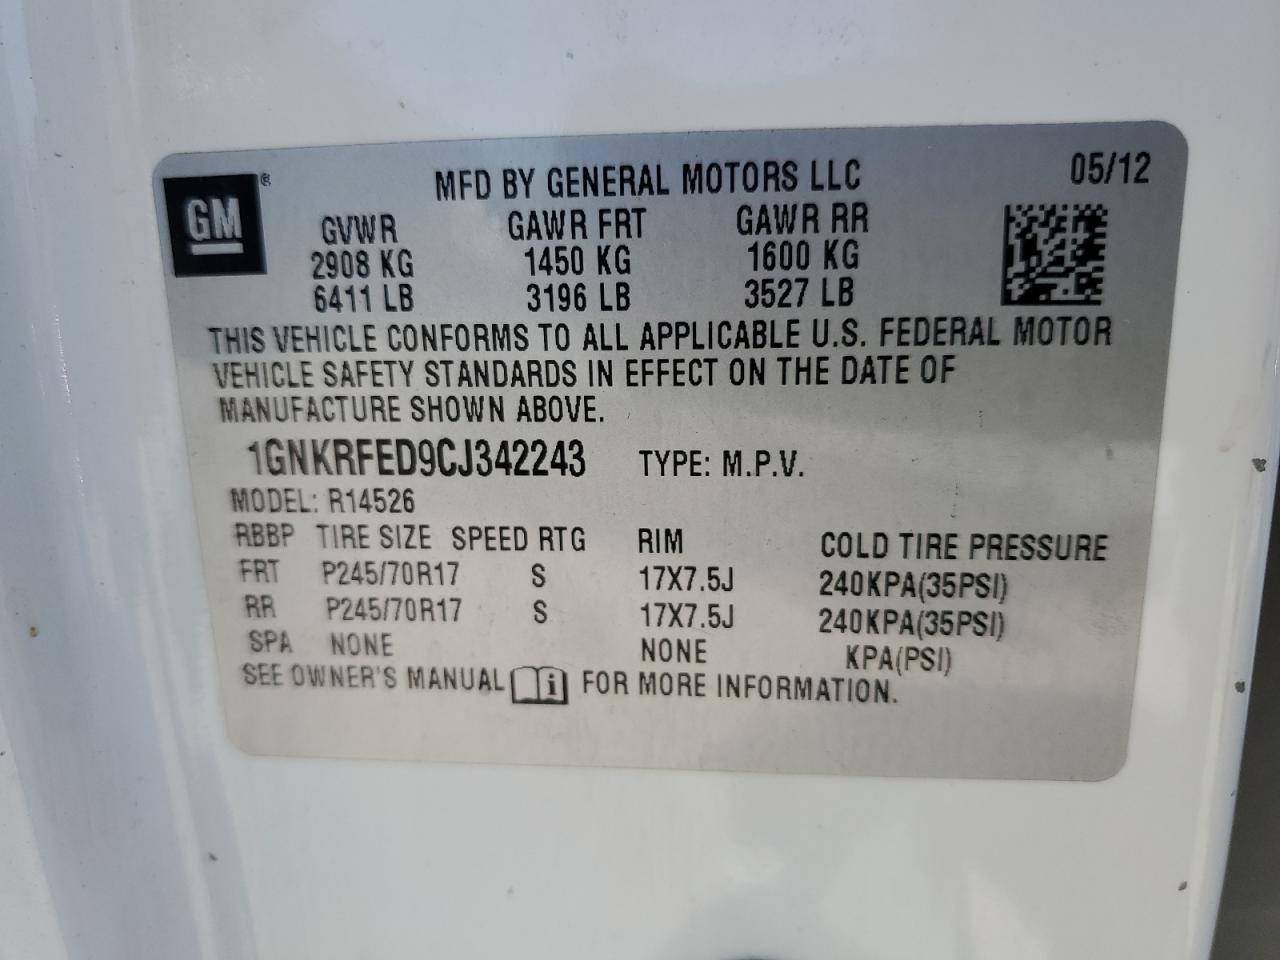 GM®
MFD BY GENERAL MOTORS LLC 05/12
GVWR GAWR FRT GAWR RR
2908 KG 1450 KG 1600 KG
6411 LB 3196 LB 3527 LB
THIS VEHICLE CONFORMS TO ALL APPLICABLE U.S. FEDERAL MOTOR
VEHICLE SAFETY STANDARDS IN EFFECT ON THE DATE OF
MANUFACTURE SHOWN ABOVE.
1GNKRFED9CJ342243 TYPE: M.P.V.
MODEL: R14526
RBBP TIRE SIZE SPEED RTG RIM COLD TIRE PRESSURE
FRT P245/70R17 S 17X7.5J 240KPA(35PSI)
RR P245/70R17 S 17X7.5J 240KPA(35PSI)
SPA NONE NONE KPA(PSI)
SEE OWNER'S MANUAL i FOR MORE INFORMATION.